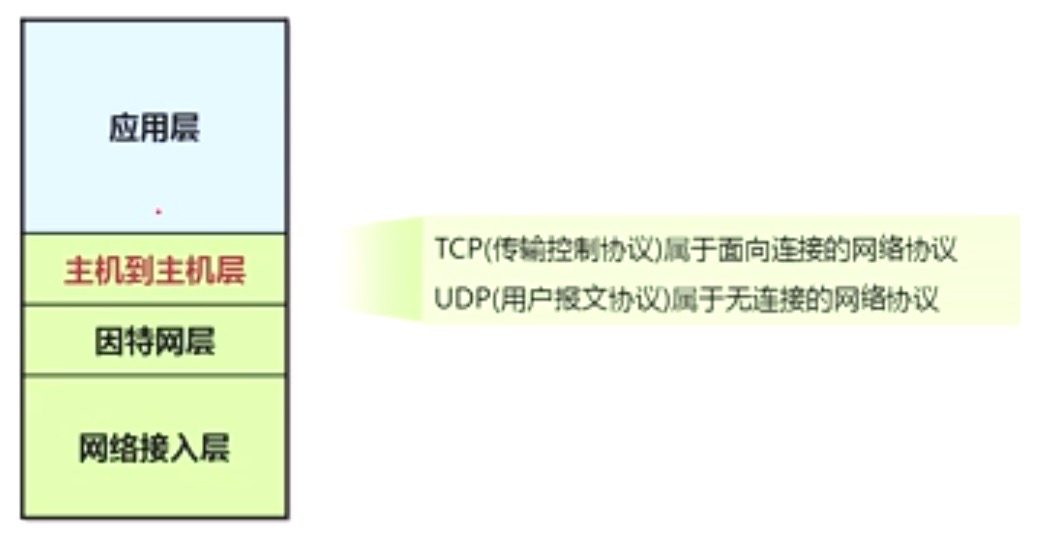 应用层
主机到主机层
因特网层
网络接入层
TCP(传输控制协议)属于面向连接的网络协议
UDP(用户报文协议)属于无连接的网络协议